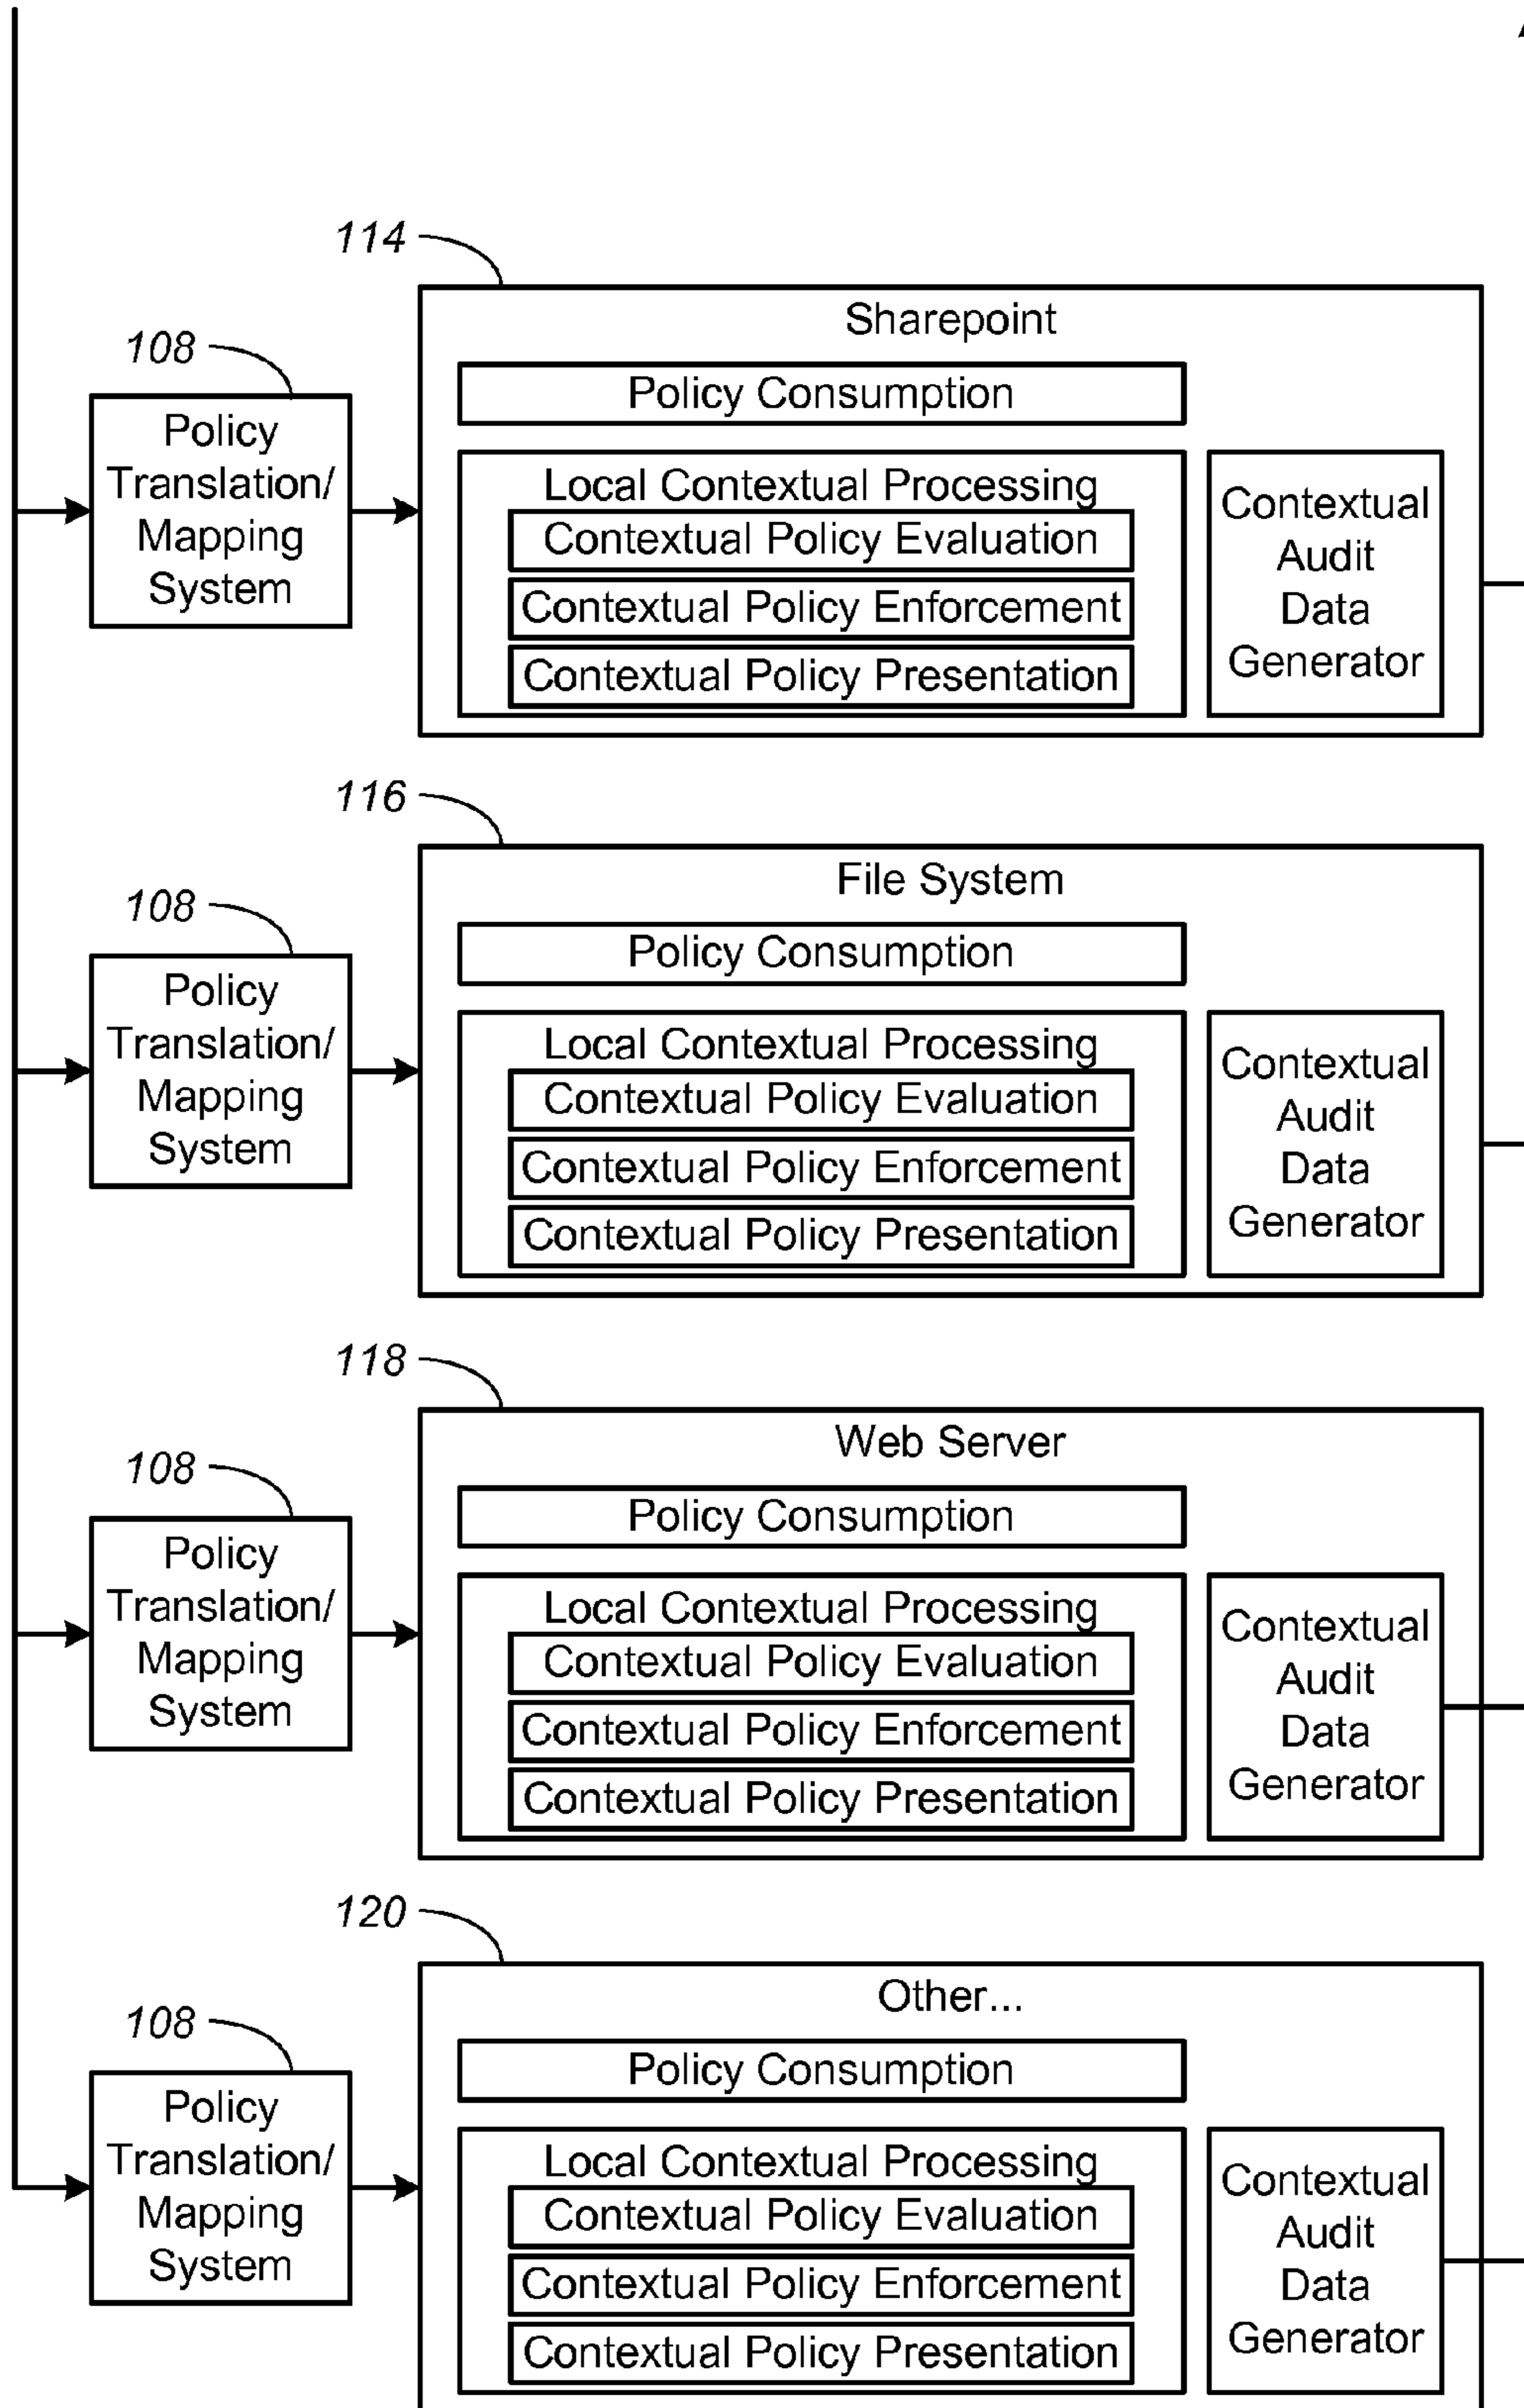 114
Sharepoint
108
Policy Consumption
Policy
Translation/
Mapping
System
Local Contextual Processing
Contextual Policy Evaluation
Contextual Policy Enforcement
Contextual Policy Presentation
Contextual
Audit
Data
Generator
116
File System
108
Policy Consumption
Policy
Translation/
Mapping
System
Local Contextual Processing
Contextual Policy Evaluation
Contextual Policy Enforcement
Contextual Policy Presentation
Contextual
Audit
Data
Generator
118
Web Server
108
Policy Consumption
Policy
Translation/
Mapping
System
Local Contextual Processing
Contextual Policy Evaluation
Contextual Policy Enforcement
Contextual Policy Presentation
Contextual
Audit
Data
Generator
120
Other...
108
Policy Consumption
Policy
Translation/
Mapping
System
Local Contextual Processing
Contextual Policy Evaluation
Contextual Policy Enforcement
Contextual Policy Presentation
Contextual
Audit
Data
Generator